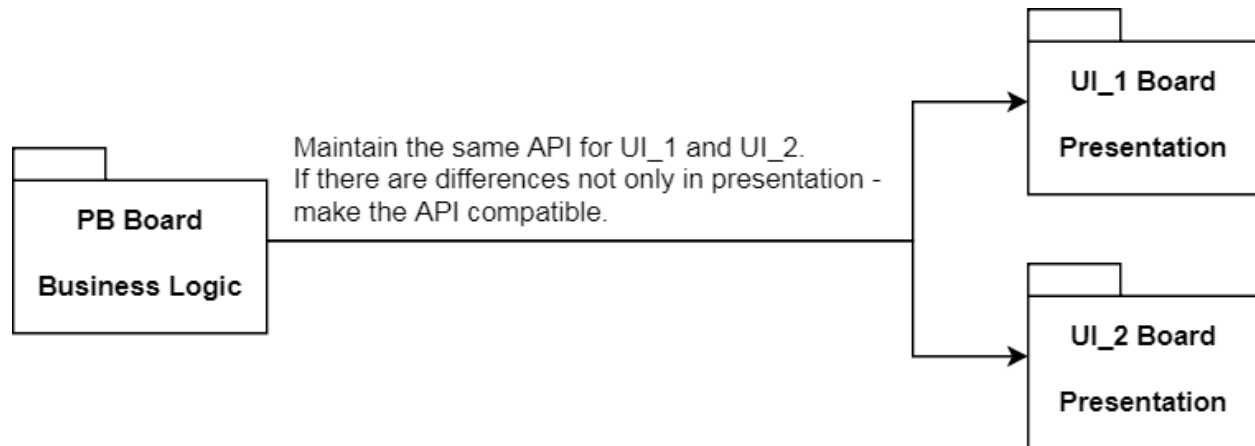 Maintain the same API for UI_1 and UI_2.
If there are differences not only in presentation -
make the API compatible.
PB Board
Business Logic
UI_1 Board
Presentation
UI_2 Board
Presentation